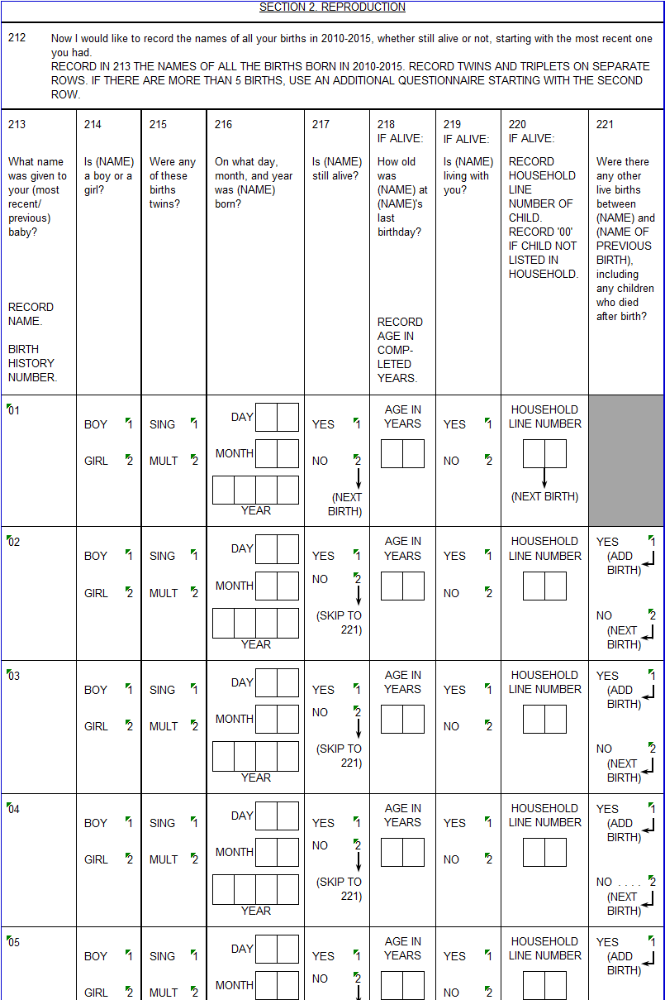 SECTION 2. REPRODUCTION
212 Now I would like to record the names of all your births in 2010-2015, whether still alive or not, starting with the most recent one
you had.
RECORD IN 213 THE NAMES OF ALL THE BIRTHS BORN IN 2010-2015. RECORD TWINS AND TRIPLETS ON SEPARATE
ROWS. IF THERE ARE MORE THAN 5 BIRTHS, USE AN ADDITIONAL QUESTIONNAIRE STARTING WITH THE SECOND
ROW.
213
What name
was given to
your (most
recent/
previous)
baby?
RECORD
NAME.
BIRTH
HISTORY
NUMBER.
214
Is (NAME)
a boy or a
girl?
215
Were any
of these
births
twins?
216
On what day,
month, and year
was (NAME)
born?
217
Is (NAME)
still alive?
218
IF ALIVE:
How old
was
(NAME) at
(NAME)'s
last
birthday?
RECORD
AGE IN
COMP-
LETED
YEARS.
219
IF ALIVE:
Is (NAME)
living with
you?
220
IF ALIVE:
RECORD
HOUSEHOLD
LINE
NUMBER OF
CHILD.
RECORD '00'
IF CHILD NOT
LISTED IN
HOUSEHOLD.
221
Were there
any other
live births
between
(NAME) and
(NAME OF
PREVIOUS
BIRTH),
including
any children
who died
after birth?
01
BOY 1
GIRL 2
SING 1
MULT 2
DAY
MONTH
YEAR
YES 1
NO 2
(NEXT
BIRTH)
AGE IN
YEARS
YES 1
NO 2
HOUSEHOLD
LINE NUMBER
(NEXT BIRTH)
02
BOY 1
GIRL 2
SING 1
MULT 2
DAY
MONTH
YEAR
YES 1
NO 2
(SKIP TO
221)
AGE IN
YEARS
YES 1
NO 2
HOUSEHOLD
LINE NUMBER
YES 1
(ADD
BIRTH)
NO 2
(NEXT
BIRTH)
03
BOY 1
GIRL 2
SING 1
MULT 2
DAY
MONTH
YEAR
YES 1
NO 2
(SKIP TO
221)
AGE IN
YEARS
YES 1
NO 2
HOUSEHOLD
LINE NUMBER
YES 1
(ADD
BIRTH)
NO 2
(NEXT
BIRTH)
04
BOY 1
GIRL 2
SING 1
MULT 2
DAY
MONTH
YEAR
YES 1
NO 2
(SKIP TO
221)
AGE IN
YEARS
YES 1
NO 2
HOUSEHOLD
LINE NUMBER
YES 1
(ADD
BIRTH)
NO . . . . 2
(NEXT
BIRTH)
05
BOY 1
GIRL 2
SING 1
MULT 2
DAY
MONTH
YES 1
NO 2
AGE IN
YEARS
YES 1
NO 2
HOUSEHOLD
LINE NUMBER
YES 1
(ADD
BIRTH)